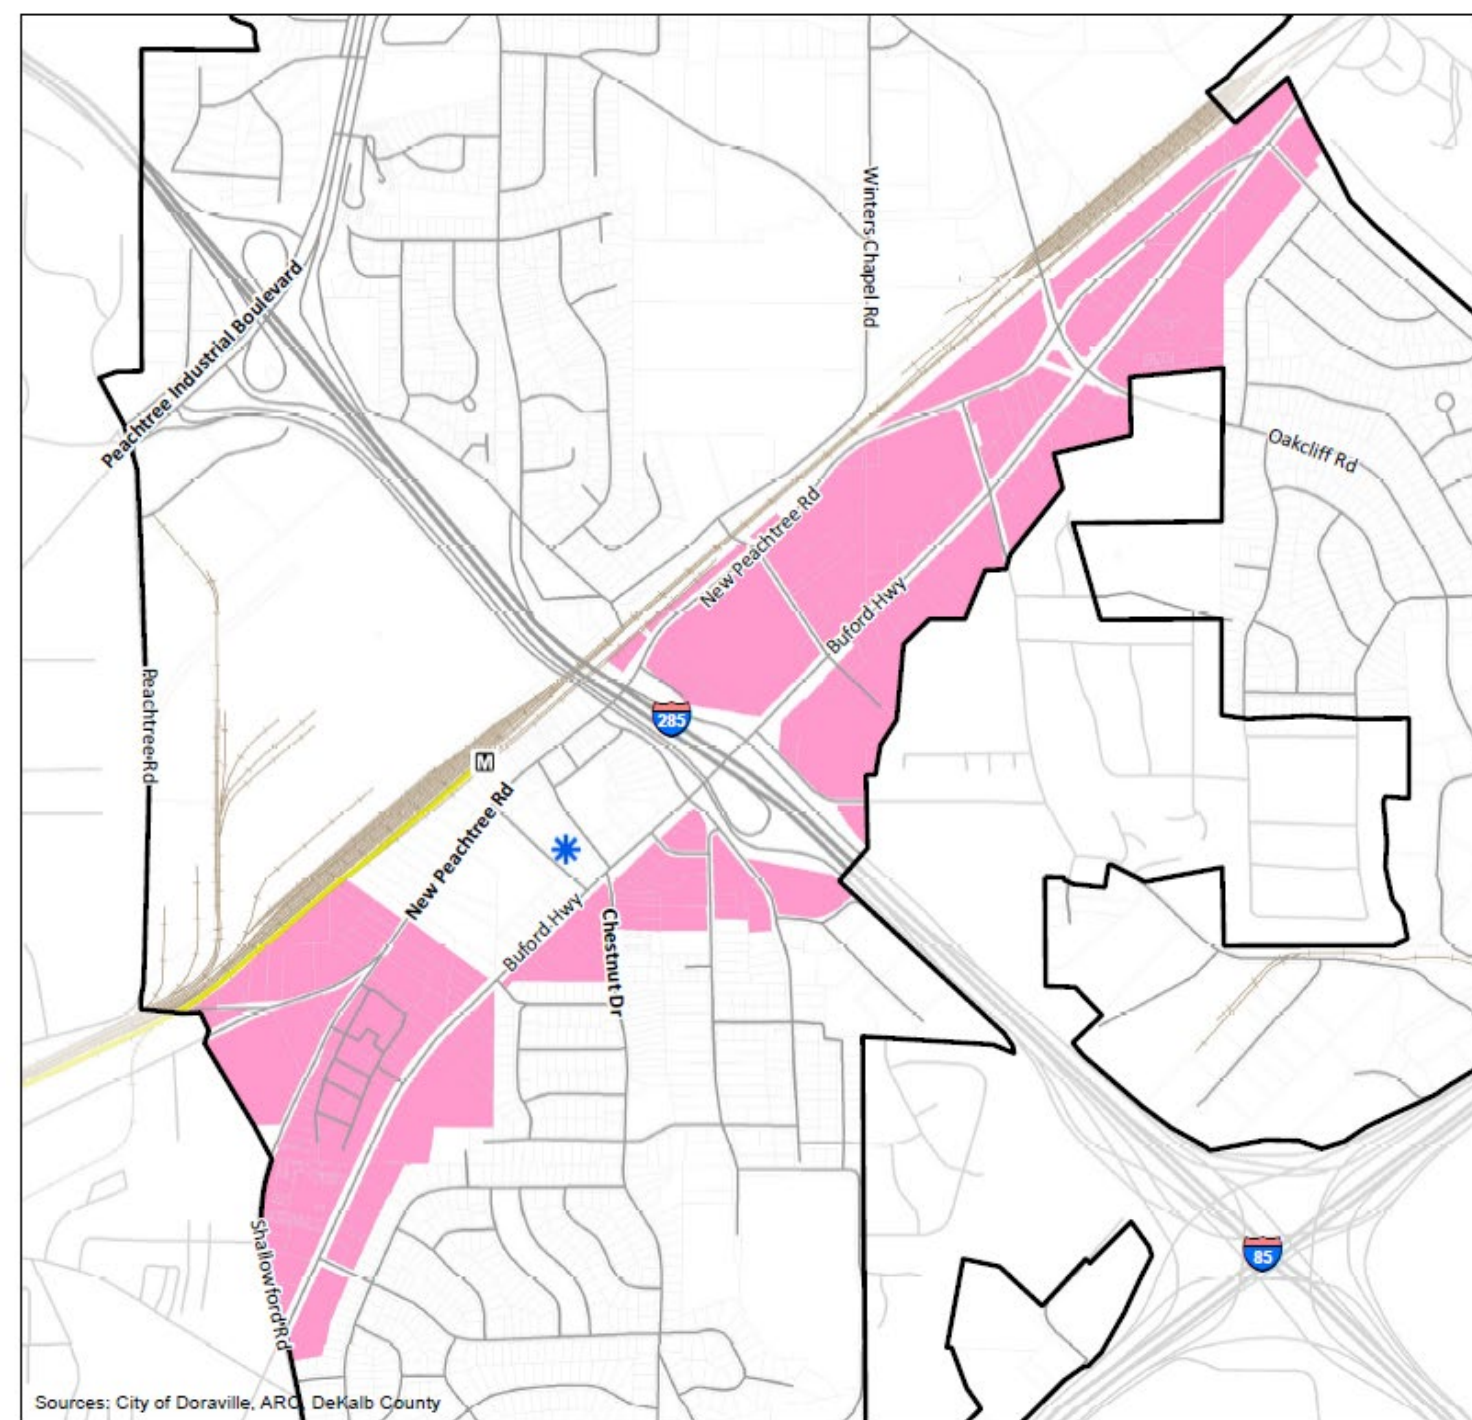 Winters Chapel Rd
Peachtree Industrial Boulevard
Oakcliff Rd
New Peachtree Rd
Buford Hwy
Peachtree Rd
285
M
New Peachtree Rd
Buford Hwy
Chestnut Dr
Shallowford Rd
85
Sources: City of Doraville, ARC, DeKalb County